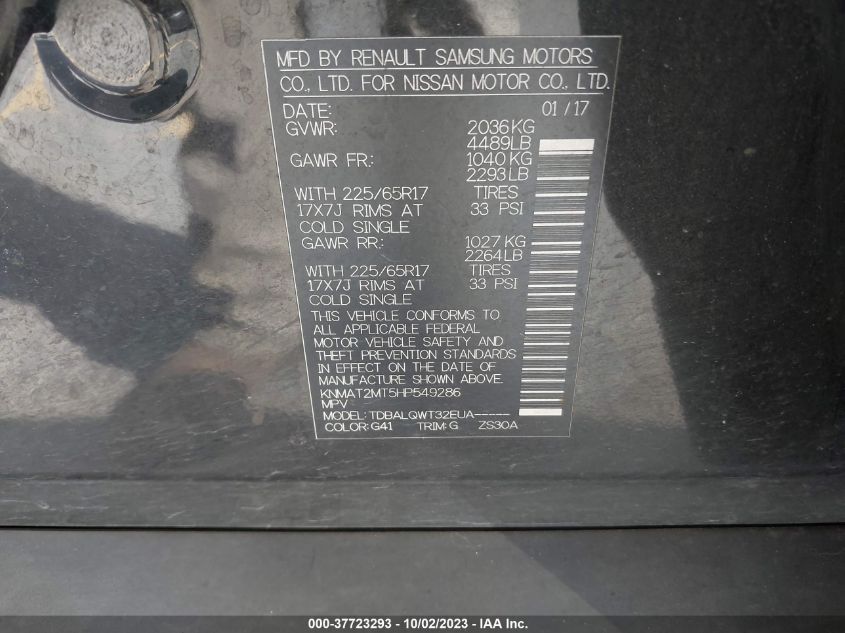 MFD BY RENAULT SAMSUNG MOTORS
CO., LTD. FOR NISSAN MOTOR CO., LTD.
DATE: 01/17
GVWR: 2036KG
4489LB
GAWR FR.: 1040KG
2293LB
WITH 225/65R17 TIRES
17X7J RIMS AT 33 PSI
COLD SINGLE
GAWR RR.: 1027KG
2264LB
WITH 225/65R17 TIRES
17X7J RIMS AT 33 PSI
COLD SINGLE
THIS VEHICLE CONFORMS TO
ALL APPLICABLE FEDERAL
MOTOR VEHICLE SAFETY AND
THEFT PREVENTION STANDARDS
IN EFFECT ON THE DATE OF
MANUFACTURE SHOWN ABOVE.
KNMAT2MT5HP549286
MPV
MODEL: TDBALQWT32EUA-----
COLOR:G41 TRIM:G ZS30A
000-37723293 - 10/02/2023 - IAA Inc.